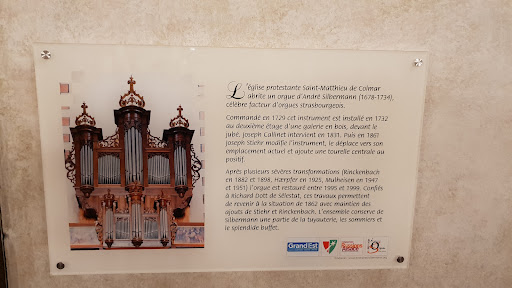 L'église protestante Saint-Matthieu de Colmar
abrite un orgue d'André Silbermann (1678-1734),
célèbre facteur d'orgues strasbourgeois.
Commandé en 1729 cet instrument est installé en 1732
au deuxième étage d'une galerie en bois, devant le
jubé. Joseph Callinet intervient en 1831. Puis en 1861
Joseph Stiehr modifie l'instrument, le déplace vers son
emplacement actuel et ajoute une tourelle centrale au
positif.
Après plusieurs sévères transformations (Rinckenbach
en 1882 et 1898, Hærpfer en 1925, Mulheisen en 1947
et 1951) l'orgue est restauré entre 1995 et 1999. Confiés
à Richard Dott de Sélestat, ces travaux permettent
de revenir à la situation de 1862 avec maintien des
ajouts de Stiehr et Rinckenbach. L'ensemble conserve de
Silbermann une partie de la tuyauterie, les sommiers et
le splendide buffet.
Grand Est